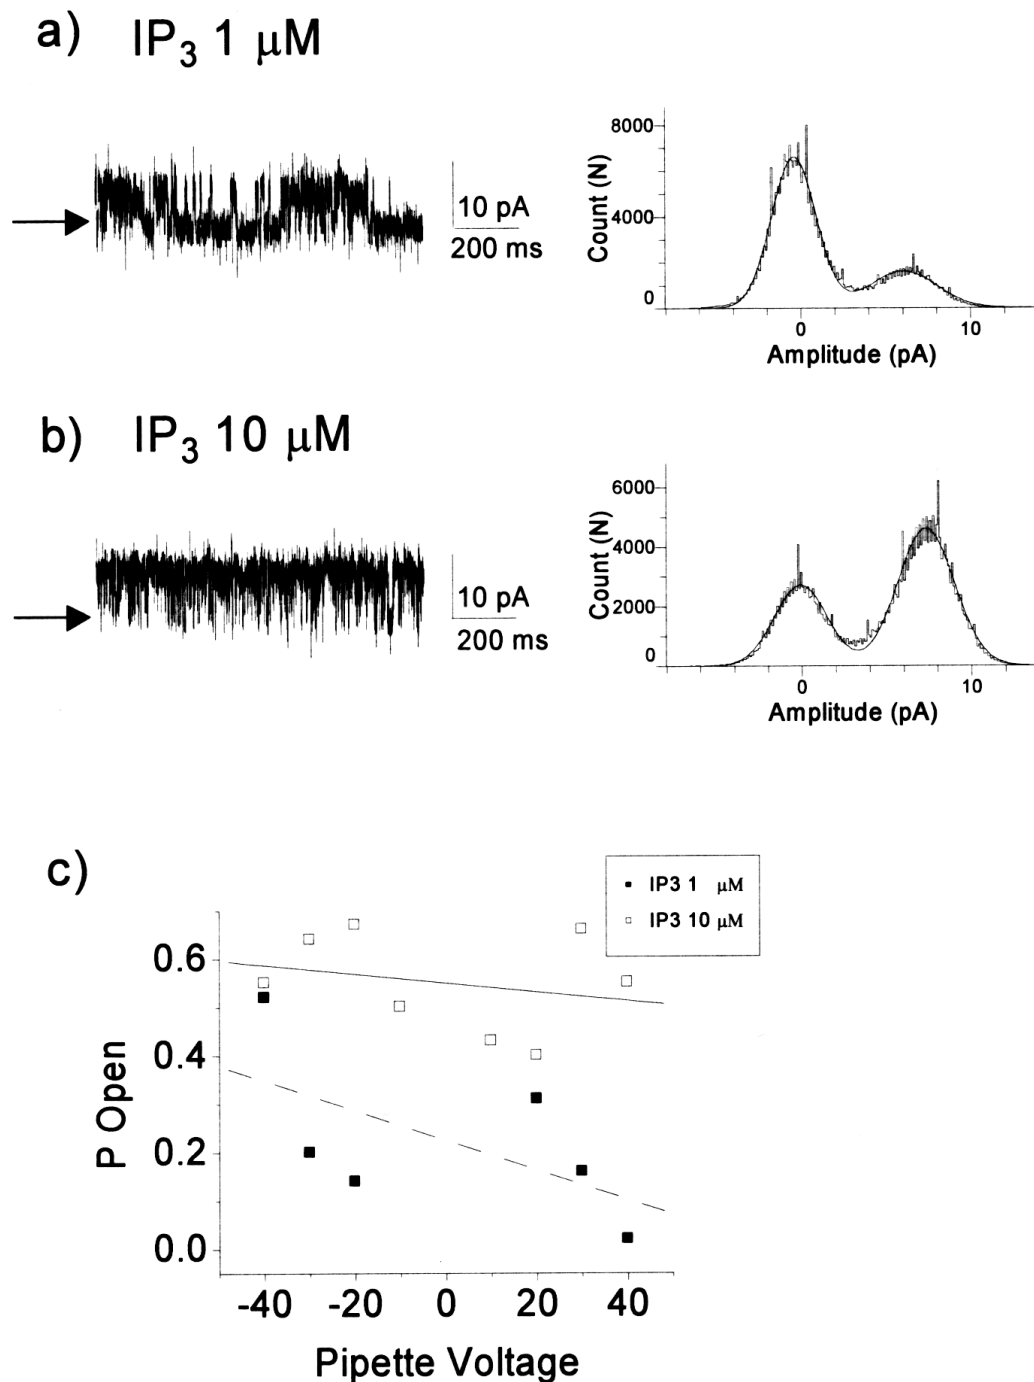 a) IP3 1 μM
10 pA
200 ms
8000
4000
0
Count (N)
0 10
Amplitude (pA)
b) IP3 10 μM
10 pA
200 ms
6000
4000
2000
0
Count (N)
0 10
Amplitude (pA)
c)
IP3 1 μM
IP3 10 μM
0.6
0.4
0.2
0.0
P Open
-40 -20 0 20 40
Pipette Voltage